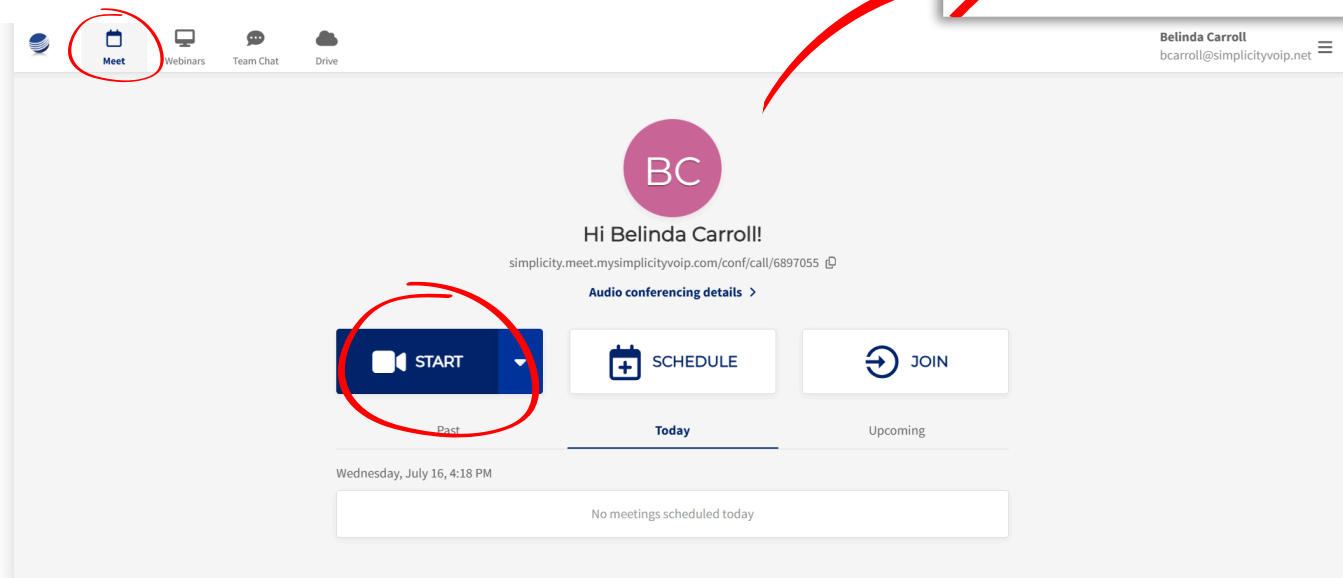 Meet
Webinars
Team Chat
Drive
Belinda Carroll
bcarroll@simplicityvoip.net
BC
Hi Belinda Carroll!
simplicity.meet.mysimplicityvoip.com/conf/call/6897055
Audio conferencing details >
START
SCHEDULE
JOIN
Past
Today
Upcoming
Wednesday, July 16, 4:18 PM
No meetings scheduled today